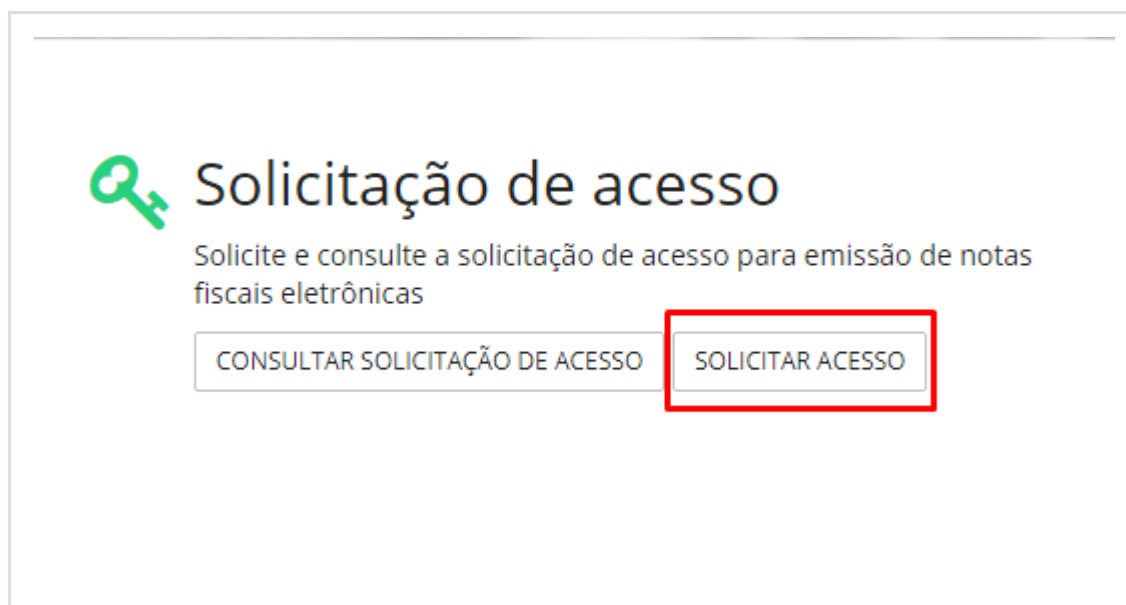 Solicitação de acesso
Solicite e consulte a solicitação de acesso para emissão de notas
fiscais eletrônicas
CONSULTAR SOLICITAÇÃO DE ACESSO SOLICITAR ACESSO